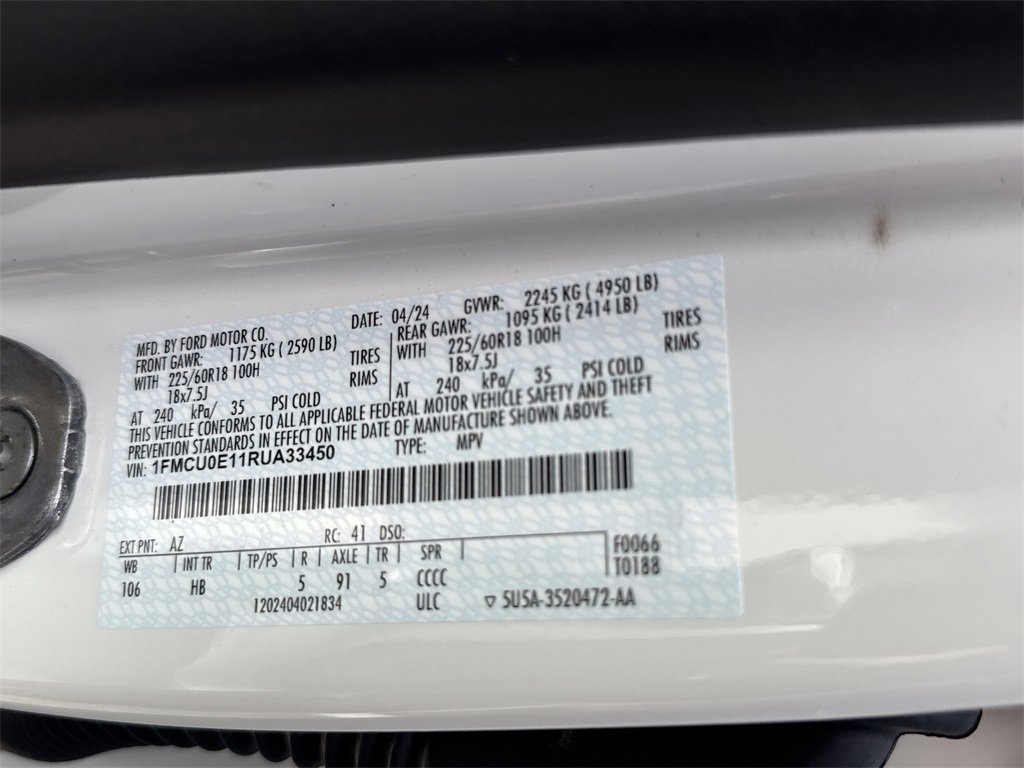 MFD. BY FORD MOTOR CO. DATE: 04/24 GVWR: 2245 KG ( 4950 LB)
FRONT GAWR: 1175 KG ( 2590 LB) REAR GAWR: 1095 KG ( 2414 LB)
WITH 225/60R18 100H TIRES WITH 225/60R18 100H TIRES
18x7.5J RIMS 18x7.5J RIMS
AT 240 kPa/ 35 PSI COLD AT 240 kPa/ 35 PSI COLD
THIS VEHICLE CONFORMS TO ALL APPLICABLE FEDERAL MOTOR VEHICLE SAFETY AND THEFT
PREVENTION STANDARDS IN EFFECT ON THE DATE OF MANUFACTURE SHOWN ABOVE.
VIN: 1FMCU0E11RUA33450 TYPE: MPV
EXT PNT: AZ RC: 41 DSO: F0066
WB INT TR TP/PS R AXLE TR SPR T0188
106 HB 5 91 5 CCCC
1202404021834 ULC ▽ 5U5A-3520472-AA